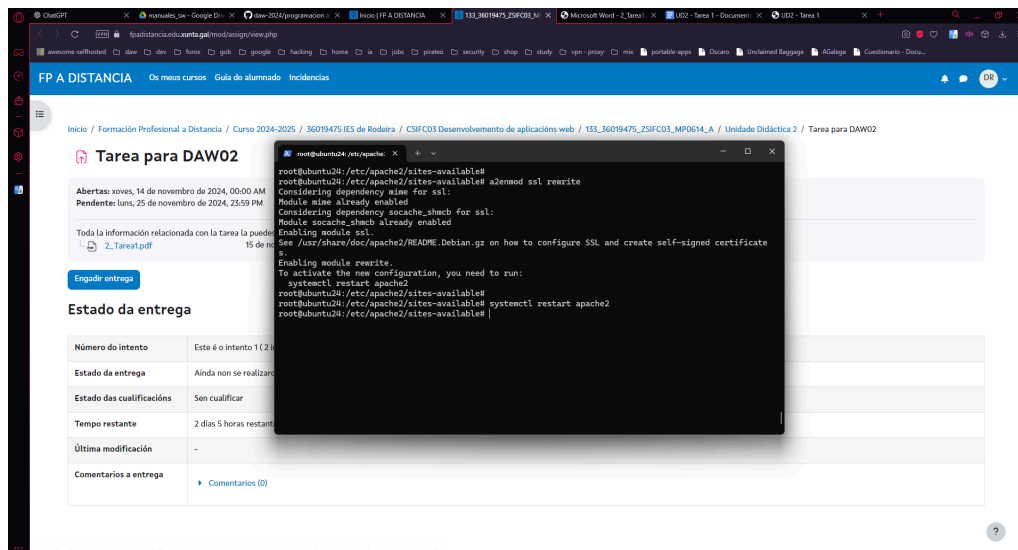 ChatGPT
manuales_sw - Google Dri
daw-2024/programacion a
Inicio | FP A DISTANCIA
133_36019475_ZSIFC03_M
Microsoft Word - 2_Tarea1
UD2 - Tarea 1 - Documento
UD2 - Tarea 1
VPN
fpadistancia.edu.xunta.gal/mod/assign/view.php
awesome-selfhosted
daw
dev
foros
gob
google
hacking
home
ia
jobs
pirateo
security
shop
study
vpn - proxy
mix
portable-apps
Oscaro
Unclaimed Baggage
AGalega
Cuestionario - Docu...
FP A DISTANCIA
Os meus cursos
Guía do alumnado
Incidencias
DR
Inicio / Formación Profesional a Distancia / Curso 2024-2025 / 36019475 IES de Rodeira / CSIFC03 Desenvolvemento de aplicacións web / 133_36019475_ZSIFC03_MP0614_A / Unidade Didáctica 2 / Tarea para DAW02
Tarea para DAW02
Abertas: xoves, 14 de novembro de 2024, 00:00 AM
Pendente: luns, 25 de novembro de 2024, 23:59 PM
Toda la información relacionada con la tarea la puedes
2_Tarea1.pdf
15 de no
Engadir entrega
Estado da entrega
Número do intento
Este é o intento 1 ( 2 i
Estado da entrega
Aínda non se realizaro
Estado das cualificacións
Sen cualificar
Tempo restante
2 días 5 horas restant
Última modificación
-
Comentarios a entrega
Comentarios (0)
root@ubuntu24: /etc/apache
root@ubuntu24:/etc/apache2/sites-available#
root@ubuntu24:/etc/apache2/sites-available# a2enmod ssl rewrite
Considering dependency mime for ssl:
Module mime already enabled
Considering dependency socache_shmcb for ssl:
Module socache_shmcb already enabled
Enabling module ssl.
See /usr/share/doc/apache2/README.Debian.gz on how to configure SSL and create self-signed certificate
s.
Enabling module rewrite.
To activate the new configuration, you need to run:
systemctl restart apache2
root@ubuntu24:/etc/apache2/sites-available#
root@ubuntu24:/etc/apache2/sites-available# systemctl restart apache2
root@ubuntu24:/etc/apache2/sites-available#
?